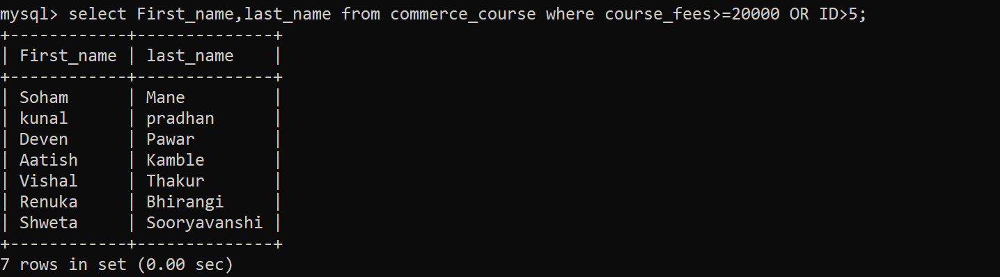 mysql> select First_name,last_name from commerce_course where course_fees>=20000 OR ID>5;
+------------+--------------+
| First_name | last_name    |
+------------+--------------+
| Soham      | Mane         |
| kunal      | pradhan      |
| Deven      | Pawar        |
| Aatish     | Kamble       |
| Vishal     | Thakur       |
| Renuka     | Bhirangi     |
| Shweta     | Sooryavanshi |
+------------+--------------+
7 rows in set (0.00 sec)